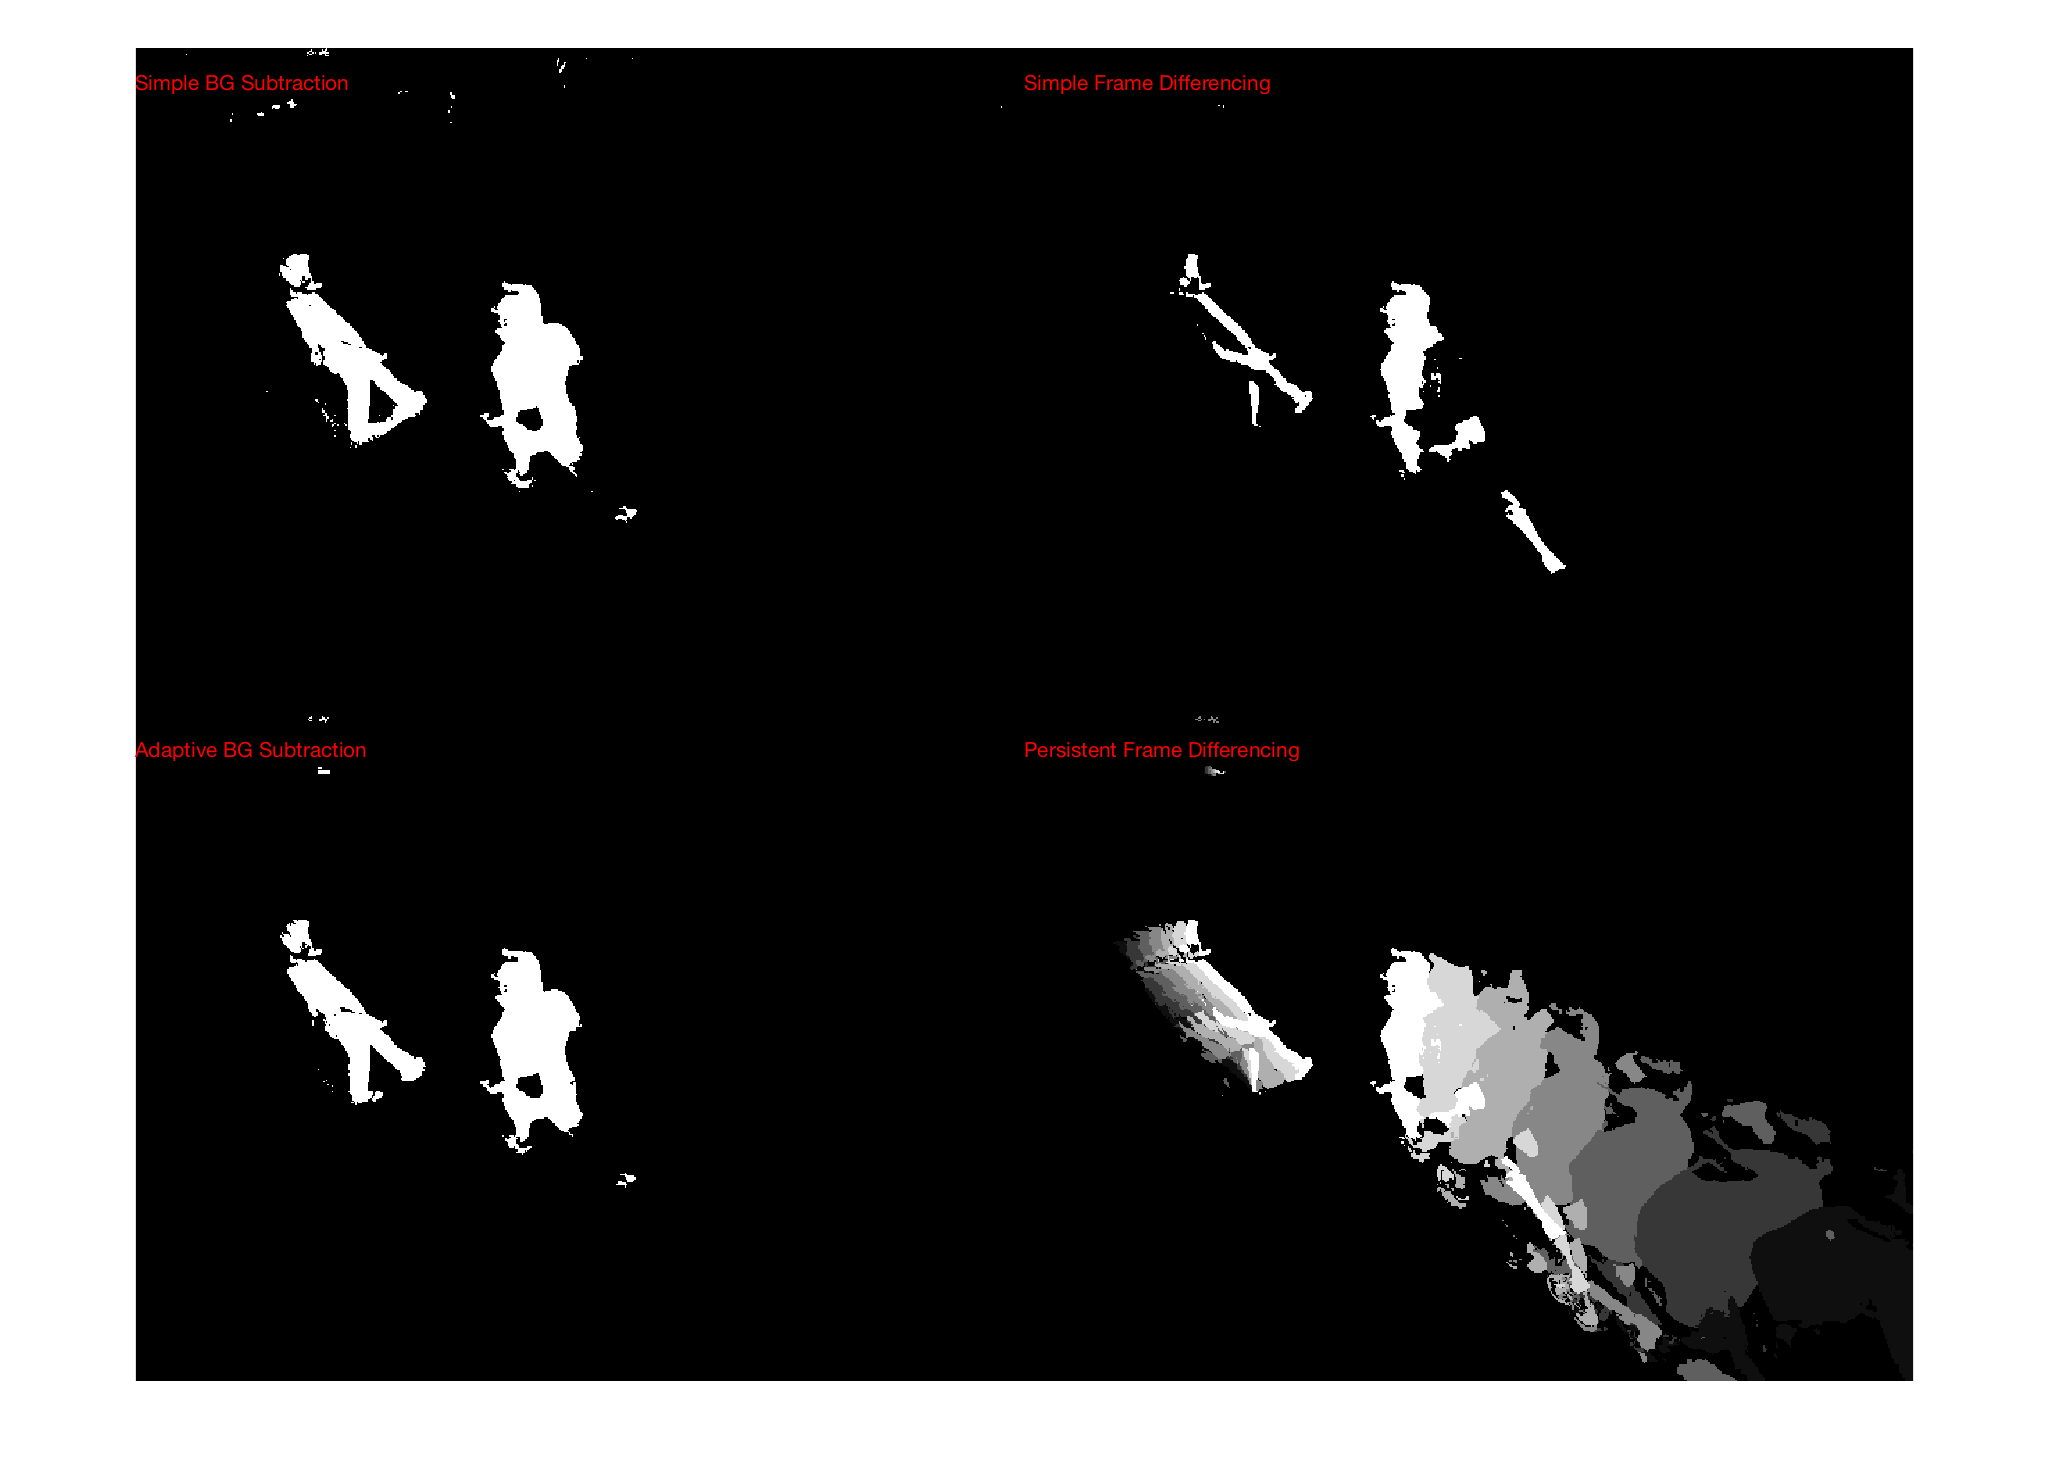 Simple BG Subtraction
Simple Frame Differencing
Adaptive BG Subtraction
Persistent Frame Differencing